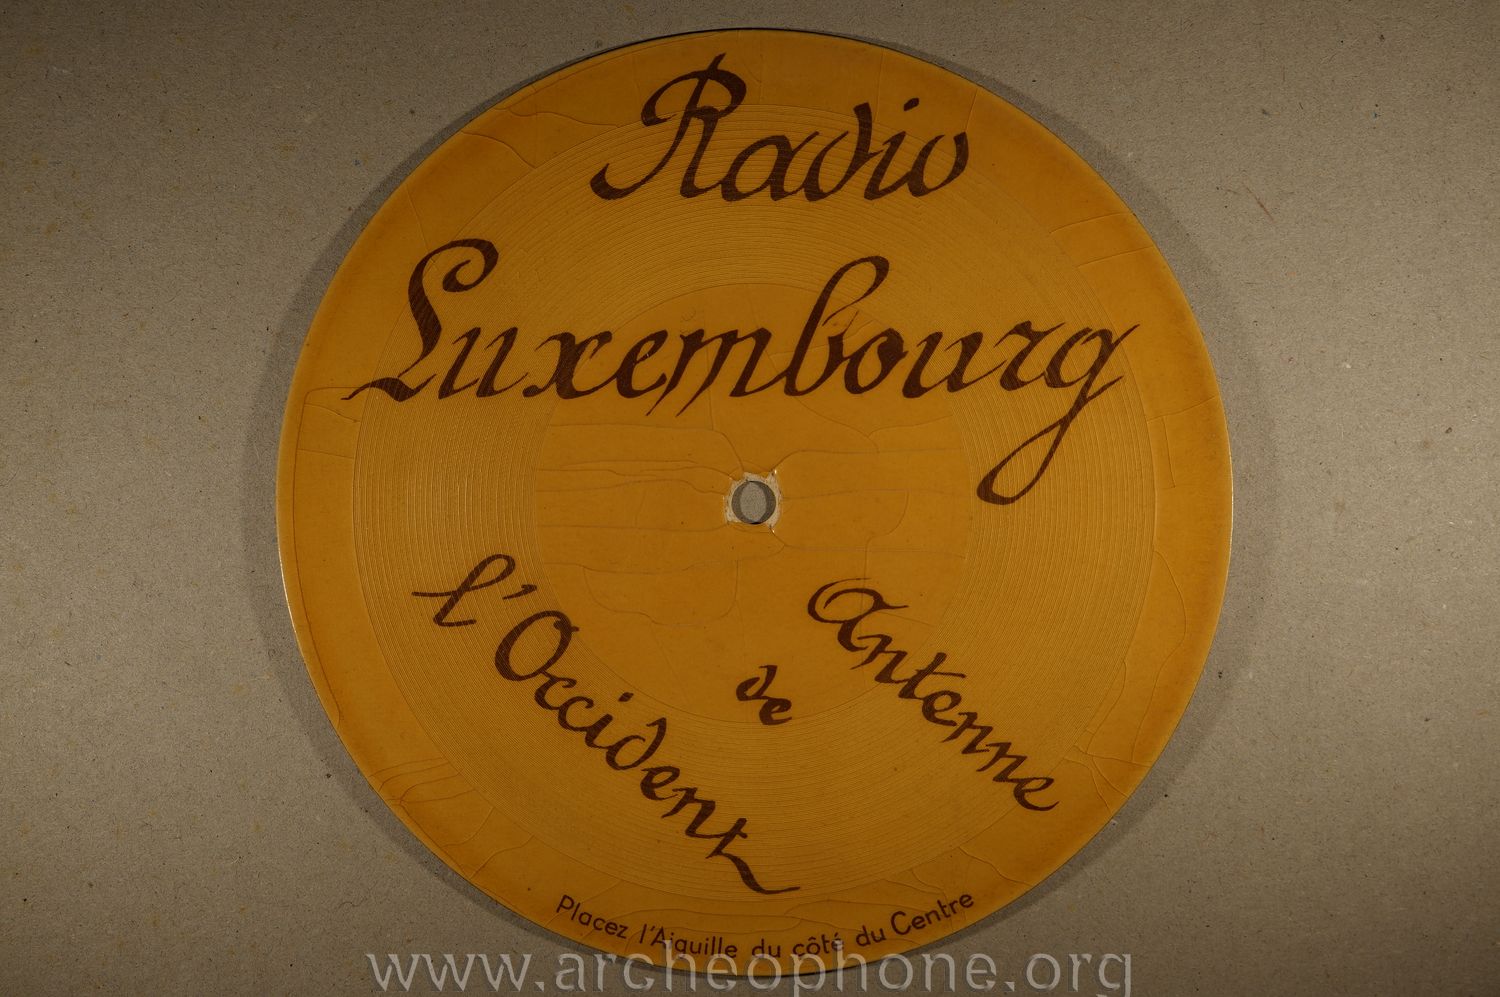 Radio
Luxembourg
Antenne
de
l'Occident
Placez l'Aiguille du côté du Centre
www.archeophone.org